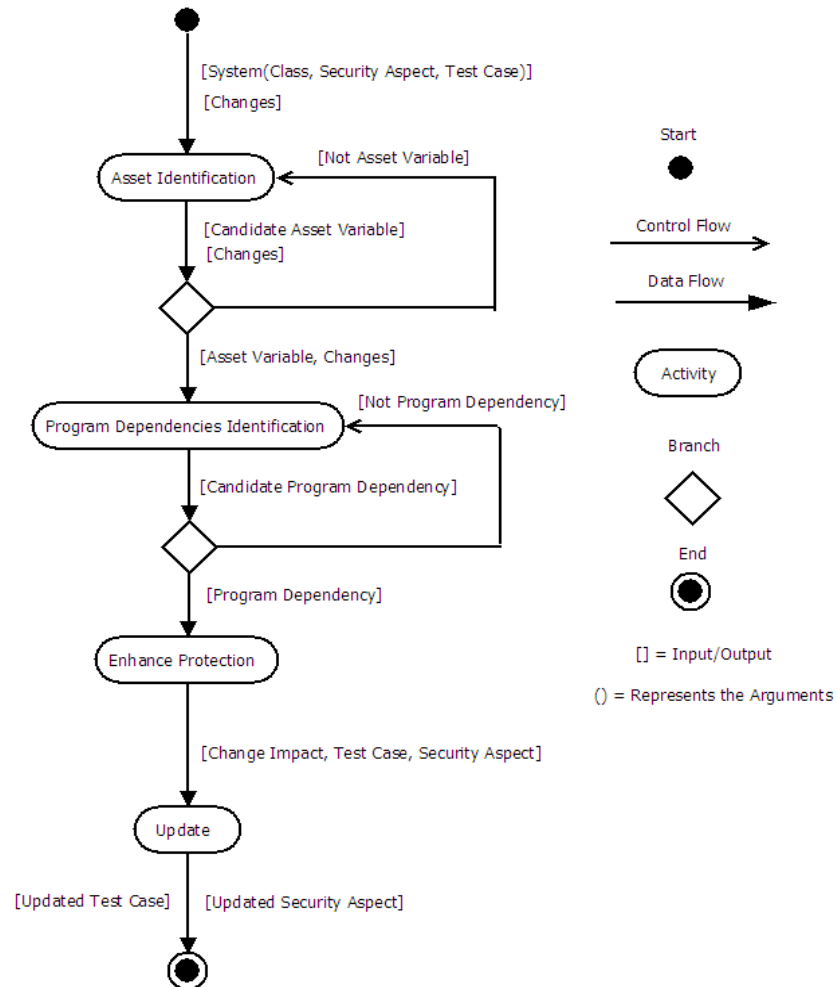 [System(Class, Security Aspect, Test Case)]
[Changes]
Asset Identification
[Not Asset Variable]
[Candidate Asset Variable]
[Changes]
[Asset Variable, Changes]
[Not Program Dependency]
Program Dependencies Identification
[Candidate Program Dependency]
[Program Dependency]
Enhance Protection
[Change Impact, Test Case, Security Aspect]
Update
[Updated Test Case]
[Updated Security Aspect]
Start
Control Flow
Data Flow
Activity
Branch
End
[] = Input/Output
() = Represents the Arguments